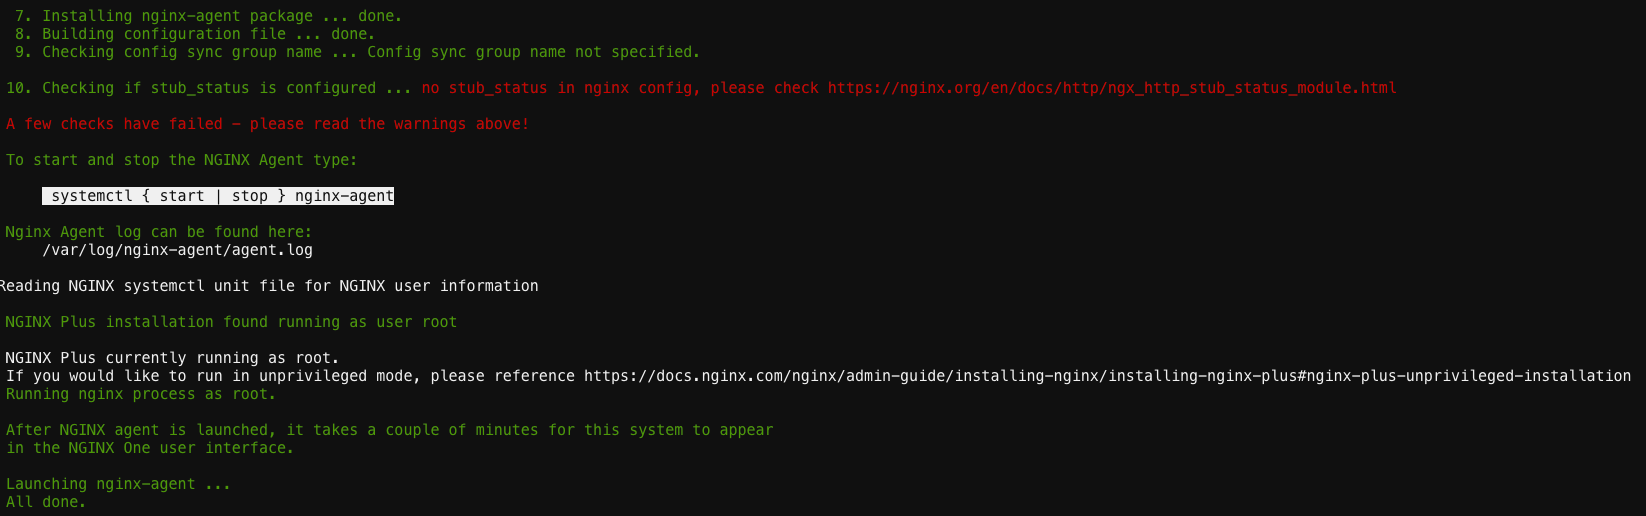 7. Installing nginx-agent package ... done.
8. Building configuration file ... done.
9. Checking config sync group name ... Config sync group name not specified.
10. Checking if stub_status is configured ... no stub_status in nginx config, please check https://nginx.org/en/docs/http/ngx_http_stub_status_module.html
A few checks have failed - please read the warnings above!
To start and stop the NGINX Agent type:
systemctl { start | stop } nginx-agent
Nginx Agent log can be found here:
/var/log/nginx-agent/agent.log
Reading NGINX systemctl unit file for NGINX user information
NGINX Plus installation found running as user root
NGINX Plus currently running as root.
If you would like to run in unprivileged mode, please reference https://docs.nginx.com/nginx/admin-guide/installing-nginx/installing-nginx-plus#nginx-plus-unprivileged-installation
Running nginx process as root.
After NGINX agent is launched, it takes a couple of minutes for this system to appear
in the NGINX One user interface.
Launching nginx-agent ...
All done.